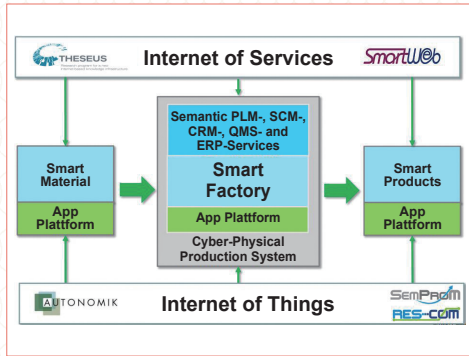 THESEUS
Internet of Services
SmartWeb
Semantic PLM-, SCM-,
CRM-, QMS- and
ERP-Services
Smart
Material
App
Plattform
Smart
Factory
App Plattform
Cyber-Physical
Production System
Smart
Products
App
Plattform
AUTONOMIK
Internet of Things
SEMPROM
RES-COM